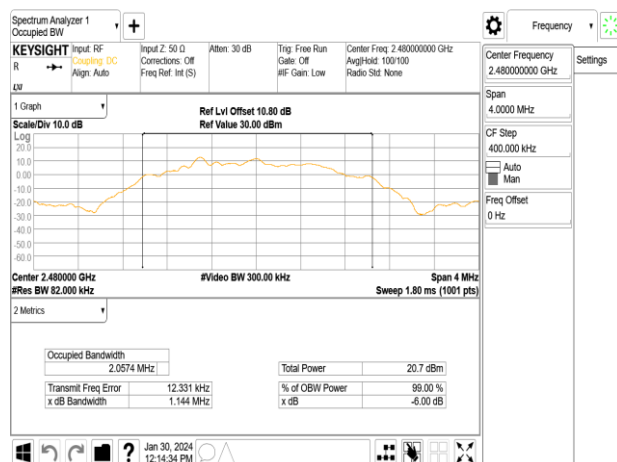 Spectrum Analyzer 1
Occupied BW
Frequency
KEYSIGHT
R
LXI
Input: RF
Coupling: DC
Align: Auto
Input Z: 50 Ω
Corrections: Off
Freq Ref: Int (S)
Atten: 30 dB
Trig: Free Run
Gate: Off
#IF Gain: Low
Center Freq: 2.480000000 GHz
Avg|Hold: 100/100
Radio Std: None
Center Frequency
2.480000000 GHz
Settings
Span
4.0000 MHz
CF Step
400.000 kHz
Auto
Man
Freq Offset
0 Hz
1 Graph
Scale/Div 10.0 dB
Ref Lvl Offset 10.80 dB
Ref Value 30.00 dBm
Log
20.0
10.0
0.00
-10.0
-20.0
-30.0
-40.0
-50.0
-60.0
Center 2.480000 GHz
#Video BW 300.00 kHz
Span 4 MHz
#Res BW 82.000 kHz
Sweep 1.80 ms (1001 pts)
2 Metrics
Occupied Bandwidth
2.0574 MHz
Total Power 20.7 dBm
Transmit Freq Error 12.331 kHz
% of OBW Power 99.00 %
x dB Bandwidth 1.144 MHz
x dB -6.00 dB
?
Jan 30, 2024
12:14:34 PM